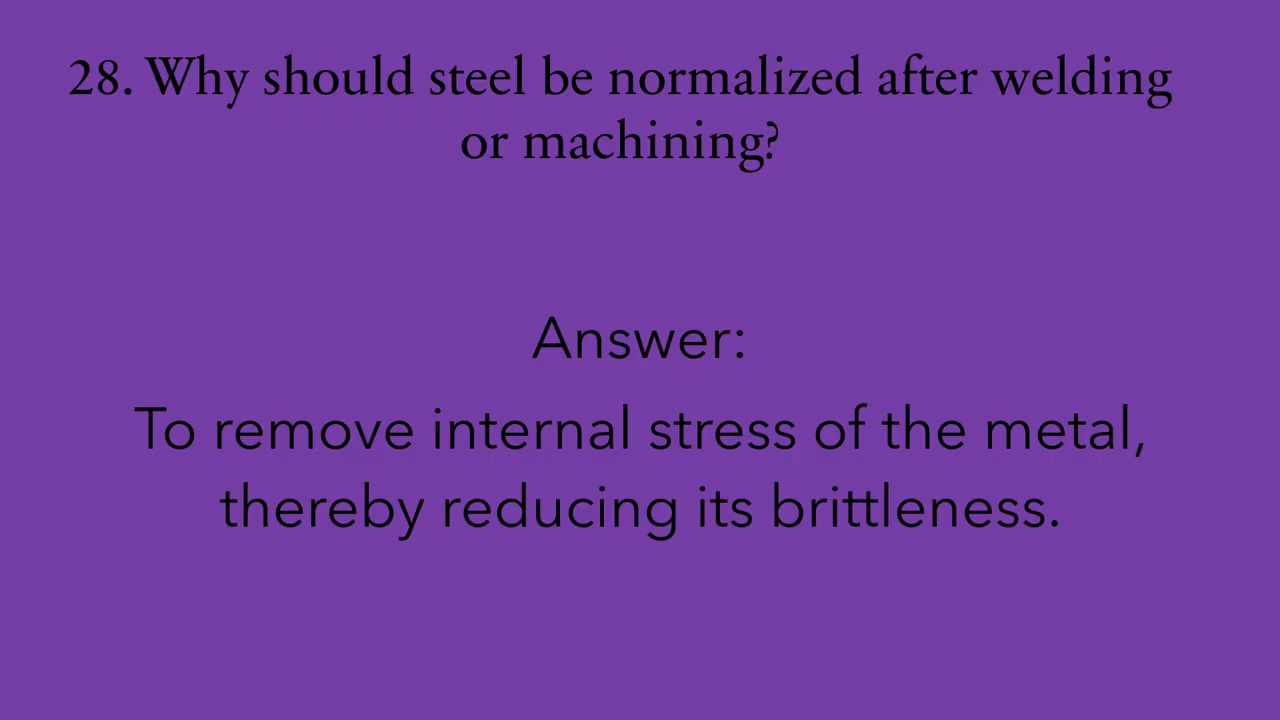 28. Why should steel be normalized after welding
or machining?
Answer:
To remove internal stress of the metal,
thereby reducing its brittleness.